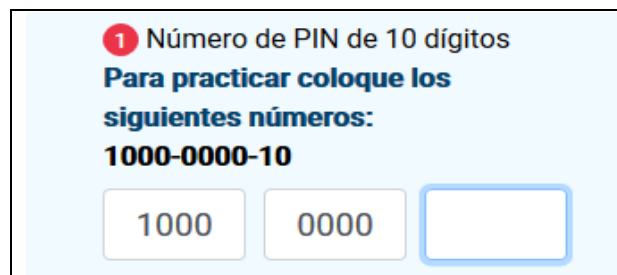 1 Número de PIN de 10 dígitos
Para practicar coloque los
siguientes números:
1000-0000-10
1000 0000